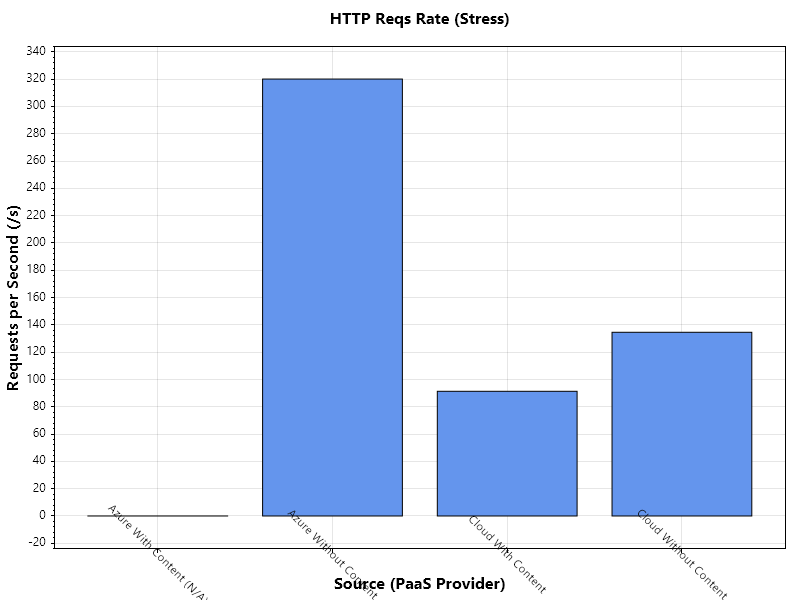 HTTP Reqs Rate (Stress)
Requests per Second (/s)
340
320
300
280
260
240
220
200
180
160
140
120
100
80
60
40
20
0
-20
Azure With Content (N/A)
Azure Without Content
Cloud With Content
Cloud Without Content
Source (PaaS Provider)